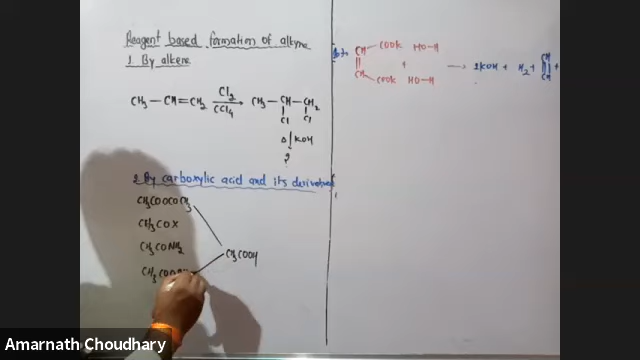 Reagent based formation of alkyne
1. By alkene
CH3 — CH=CH2 Cl2 / CCl4 → CH3 — CH — CH2
Cl Cl
Δ KOH
?
2. By carboxylic acid and its
CH3COOCOCH3
CH3COX
CH3CONH2
CH3COO
CH3COOH
CH — COOK HO—H
+
CH — COOK HO—H
→ 2KOH + H2 + CH
CH +
Amarnath Choudhary